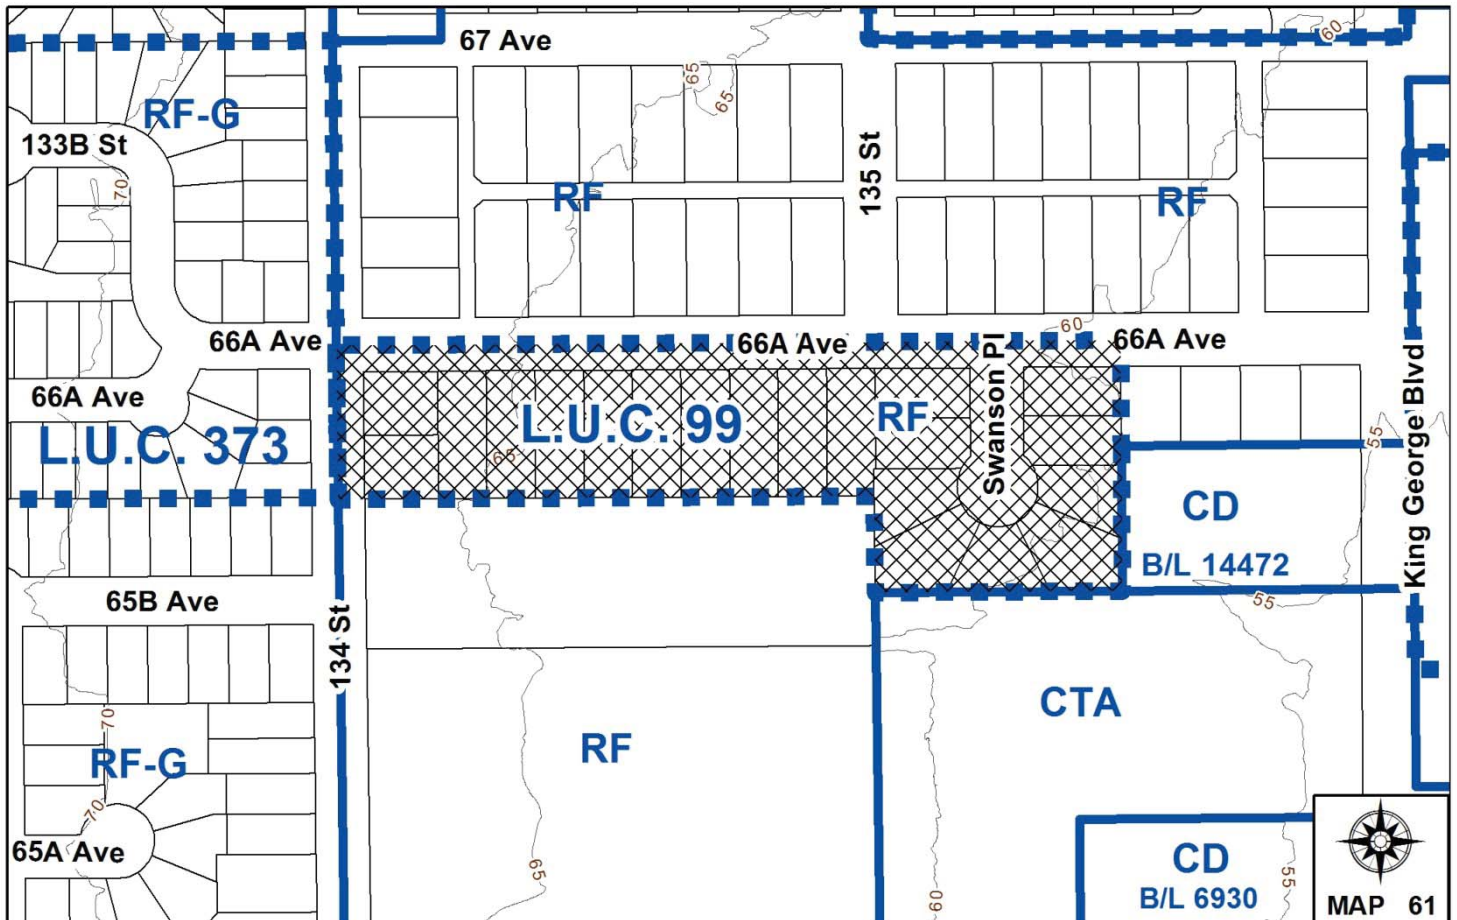 67 Ave
60
65
65
RF-G
133B St
70
135 St
RF
RF
66A Ave
66A Ave
60
66A Ave
66A Ave
Swanson Pl
King George Blvd
L.U.C. 99
RF
L.U.C. 373
65
55
CD
B/L 14472
55
65B Ave
134 St
CTA
70
RF
RF-G
70
65A Ave
65
60
CD
B/L 6930
55
MAP 61